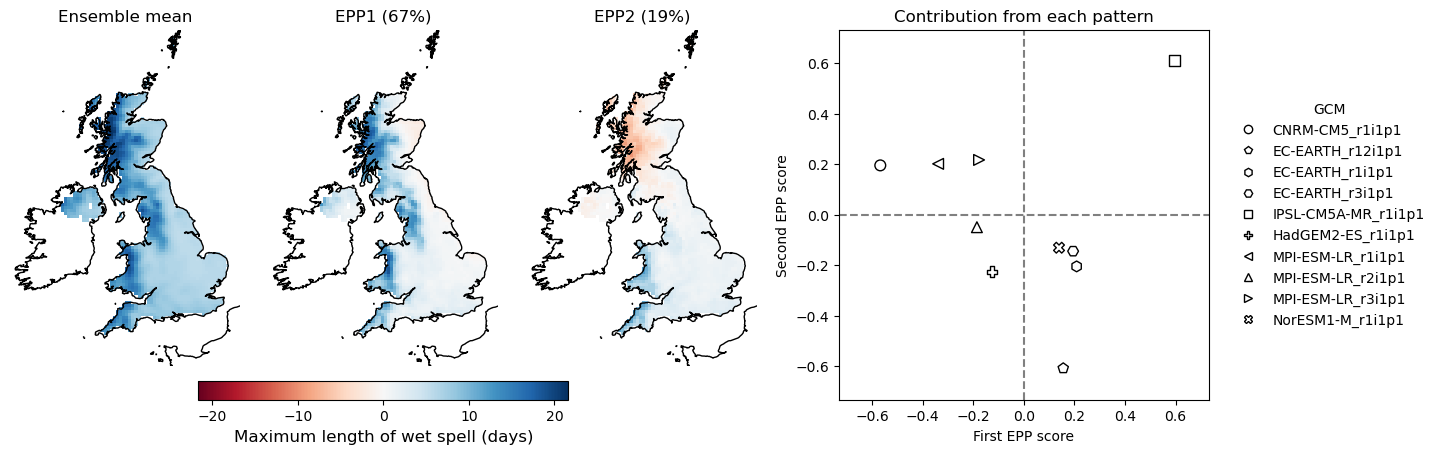 Ensemble mean
EPP1 (67%)
EPP2 (19%)
−20
−10
0
10
20
Maximum length of wet spell (days)
Contribution from each pattern
Second EPP score
0.6
0.4
0.2
0.0
−0.2
−0.4
−0.6
−0.6
−0.4
−0.2
0.0
0.2
0.4
0.6
First EPP score
GCM
CNRM-CM5_r1i1p1
EC-EARTH_r12i1p1
EC-EARTH_r1i1p1
EC-EARTH_r3i1p1
IPSL-CM5A-MR_r1i1p1
HadGEM2-ES_r1i1p1
MPI-ESM-LR_r1i1p1
MPI-ESM-LR_r2i1p1
MPI-ESM-LR_r3i1p1
NorESM1-M_r1i1p1